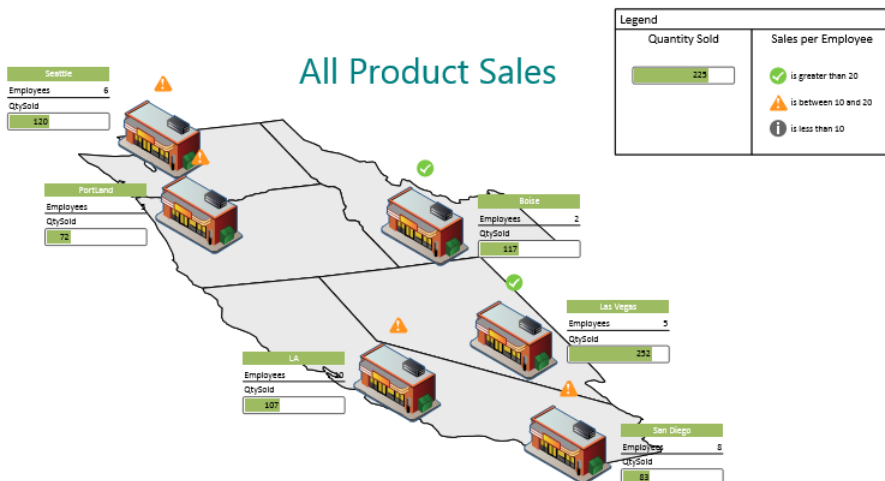 All Product Sales
Legend
Quantity Sold
225
Sales per Employee
is greater than 20
is between 10 and 20
is less than 10
Seattle
Employees 6
QtySold
120
PortLand
Employees
QtySold
72
Boise
Employees 2
QtySold
117
Las Vegas
Employees 5
QtySold
252
LA
Employees 10
QtySold
107
San Diego
Employees 8
QtySold
83